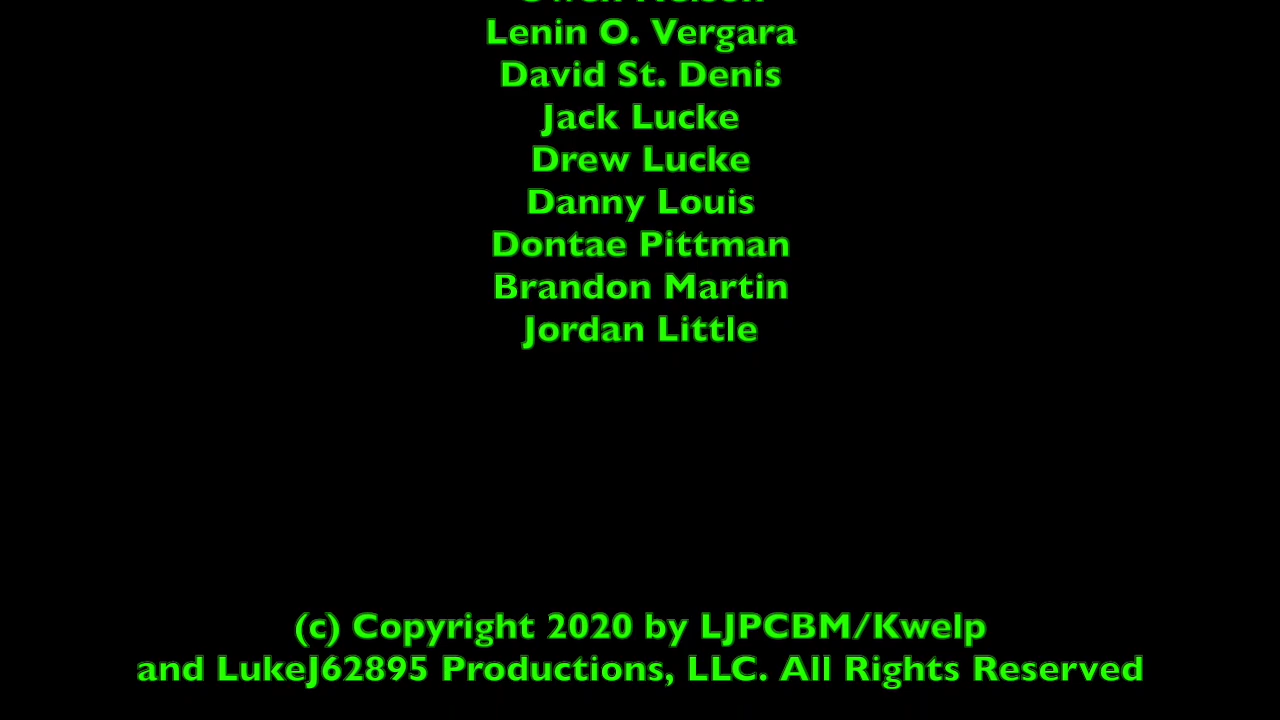 Lenin O. Vergara
David St. Denis
Jack Lucke
Drew Lucke
Danny Louis
Dontae Pittman
Brandon Martin
Jordan Little
(c) Copyright 2020 by LJPCBM/Kwelp
and LukeJ62895 Productions, LLC. All Rights Reserved